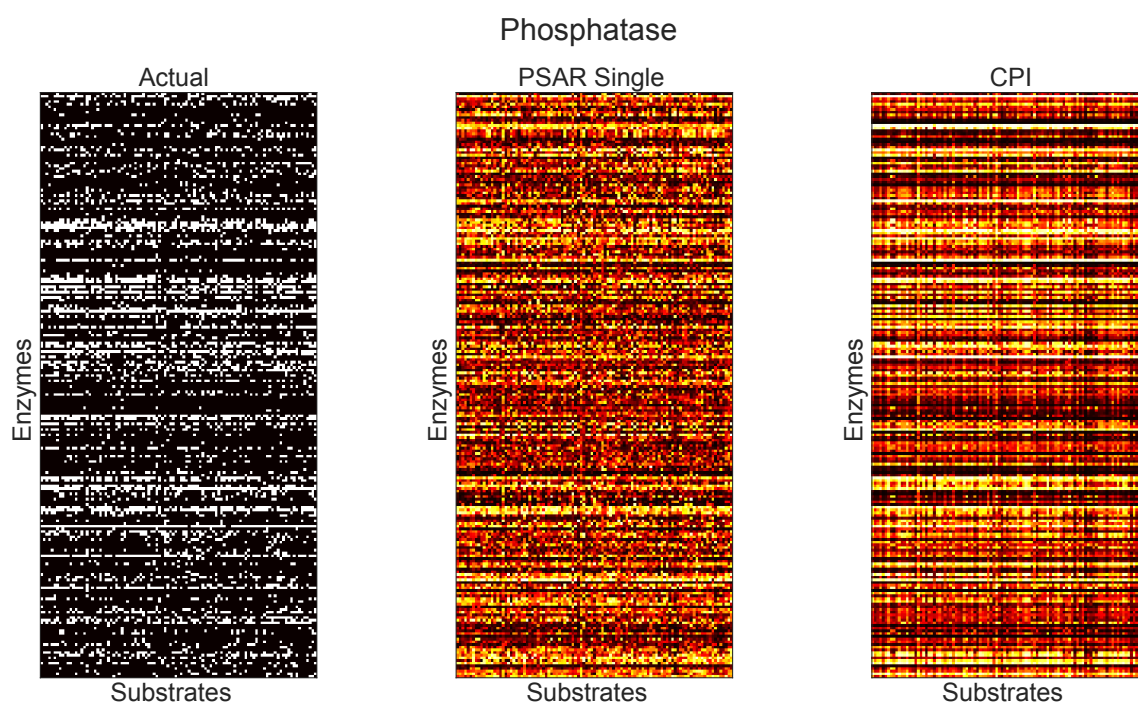 Phosphatase
Actual
PSAR Single
CPI
Enzymes
Enzymes
Enzymes
Substrates
Substrates
Substrates